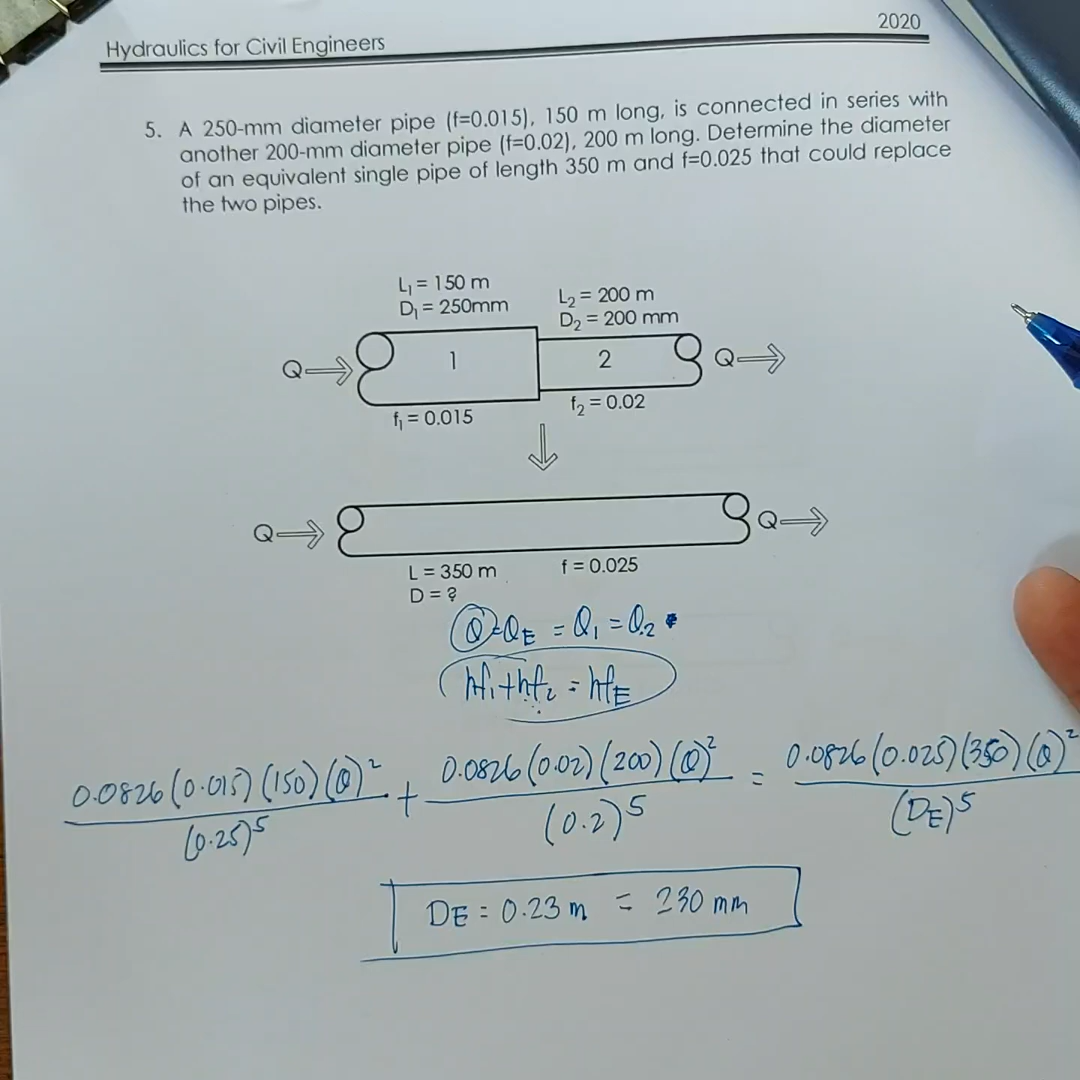 2020
Hydraulics for Civil Engineers
5. A 250-mm diameter pipe (f=0.015), 150 m long, is connected in series with
another 200-mm diameter pipe (f=0.02), 200 m long. Determine the diameter
of an equivalent single pipe of length 350 m and f=0.025 that could replace
the two pipes.
L₁ = 150 m
D₁ = 250mm
L₂ = 200 m
D₂ = 200 mm
Q
1
2
Q
f₁ = 0.015
f₂ = 0.02
Q
Q
L = 350 m
f = 0.025
D = ?
Q=Q_E = Q₁ = Q₂
hf₁+hf₂ = hf_E
0.0826(0.015)(150)(Q)² + 0.0826(0.02)(200)(Q)² = 0.0826(0.025)(350)(Q)²
(0.25)⁵ (0.2)⁵ (D_E)⁵
D_E = 0.23 m = 230 mm